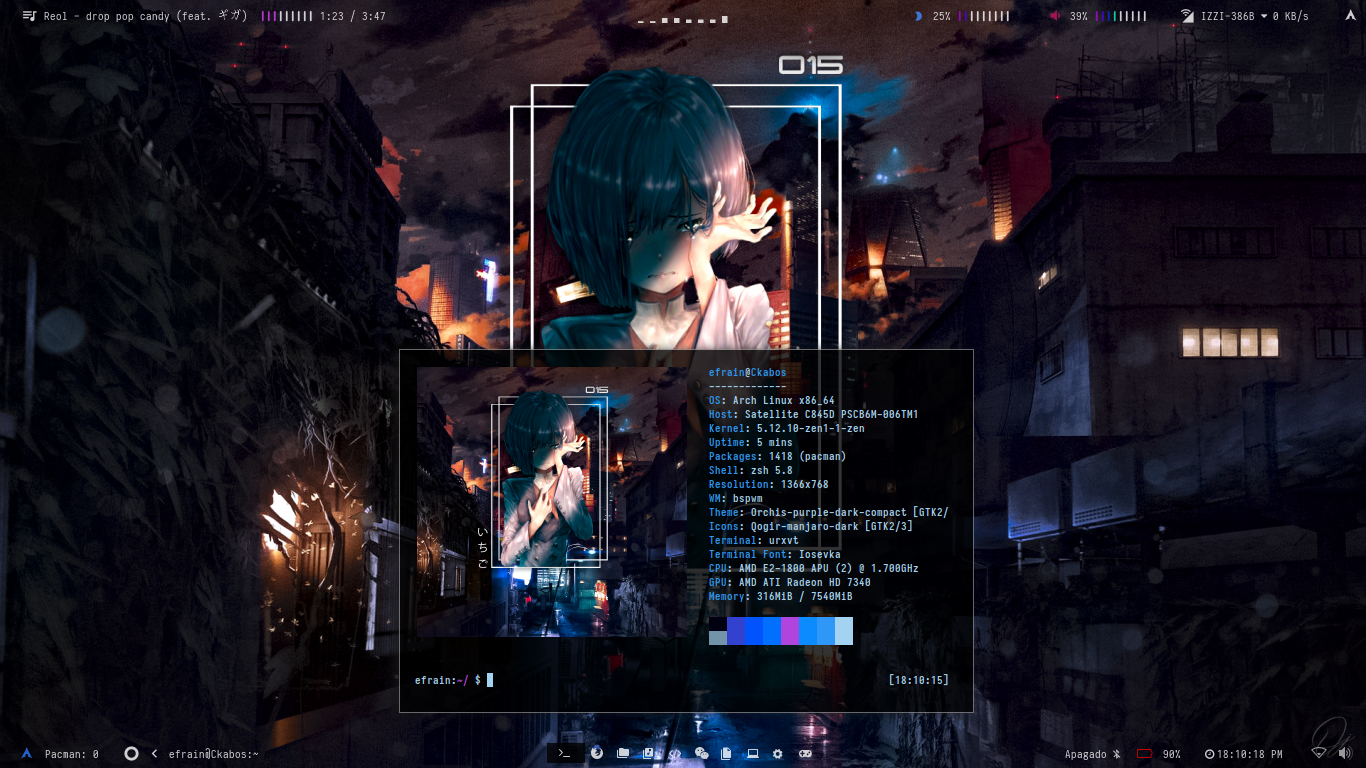 Reol - drop pop candy (feat. ギガ) 1:23 / 3:47
25% 39% IZZI-386B 0 KB/s
015
efrain@Ckabos
-------------
OS: Arch Linux x86_64
Host: Satellite C845D PSCB6M-006TM1
Kernel: 5.12.10-zen1-1-zen
Uptime: 5 mins
Packages: 1418 (pacman)
Shell: zsh 5.8
Resolution: 1366x768
WM: bspwm
Theme: Orchis-purple-dark-compact [GTK2/
Icons: Qogir-manjaro-dark [GTK2/3]
Terminal: urxvt
Terminal Font: Iosevka
CPU: AMD E2-1800 APU (2) @ 1.700GHz
GPU: AMD ATI Radeon HD 7340
Memory: 316MiB / 7540MiB
015
いちご
efrain:~/ $ [18:10:15]
Pacman: 0 efrain@Ckabos:~ Apagado 90% 18:10:18 PM